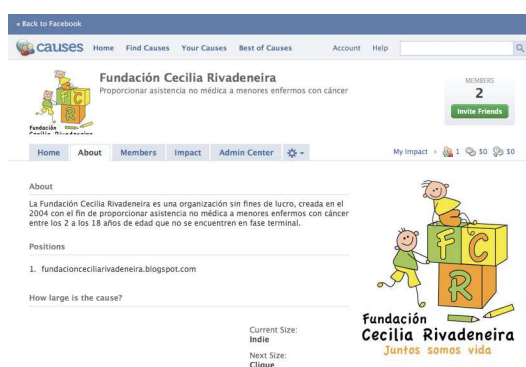 « Back to Facebook
causes Home Find Causes Your Causes Best of Causes Account Help
Fundación Cecilia Rivadeneira
Proporcionar asistencia no médica a menores enfermos con cáncer
MEMBERS
2
Invite Friends
F C R
Fundación
Cecilia Rivadeneira
Home About Members Impact Admin Center My Impact 1 $0 $0
About
La Fundación Cecilia Rivadeneira es una organización sin fines de lucro, creada en el
2004 con el fin de proporcionar asistencia no médica a menores enfermos con cáncer
entre los 2 a los 18 años de edad que no se encuentren en fase terminal.
Positions
1. fundacionceciliarivadeneira.blogspot.com
How large is the cause?
Current Size:
Indie
Next Size:
Clique
F C R
Fundación
Cecilia Rivadeneira
Juntos somos vida